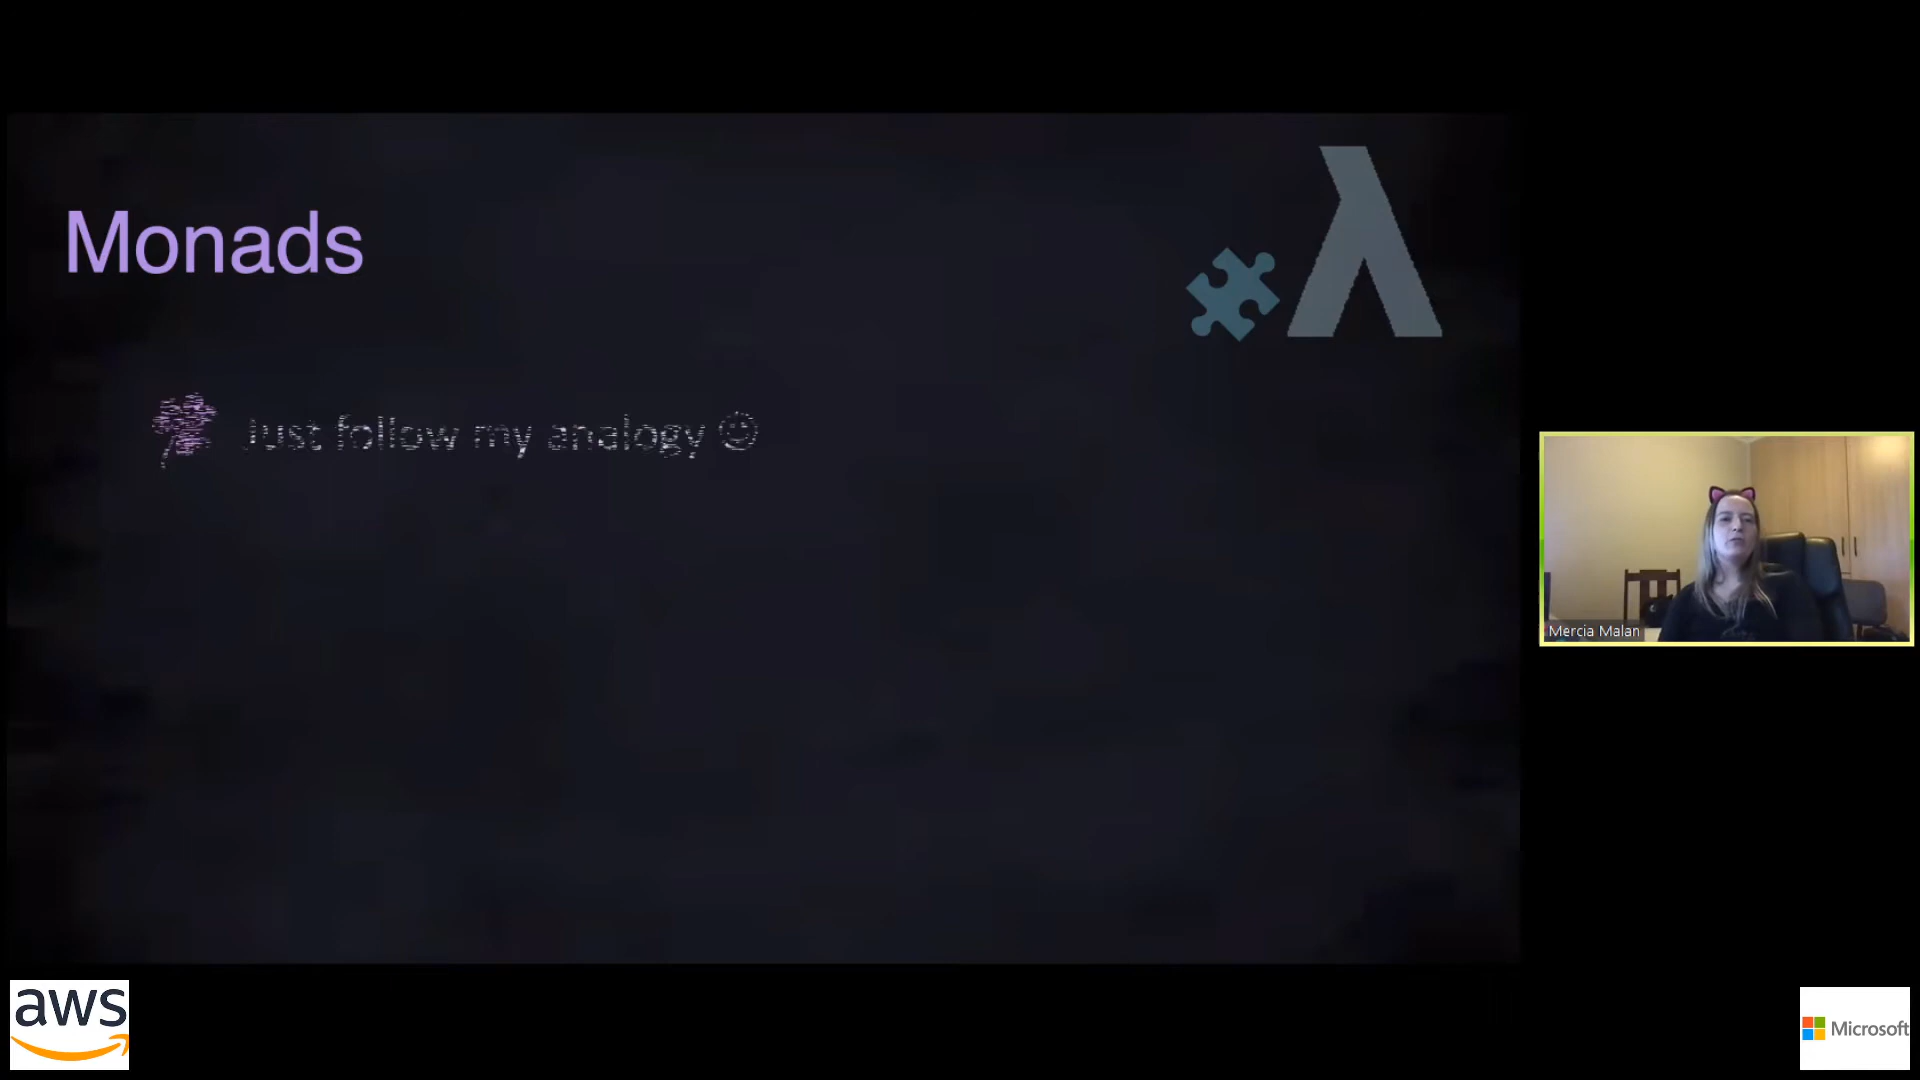 Monads
λ
Just follow my analogy ☺
Mercia Malan
aws
Microsoft